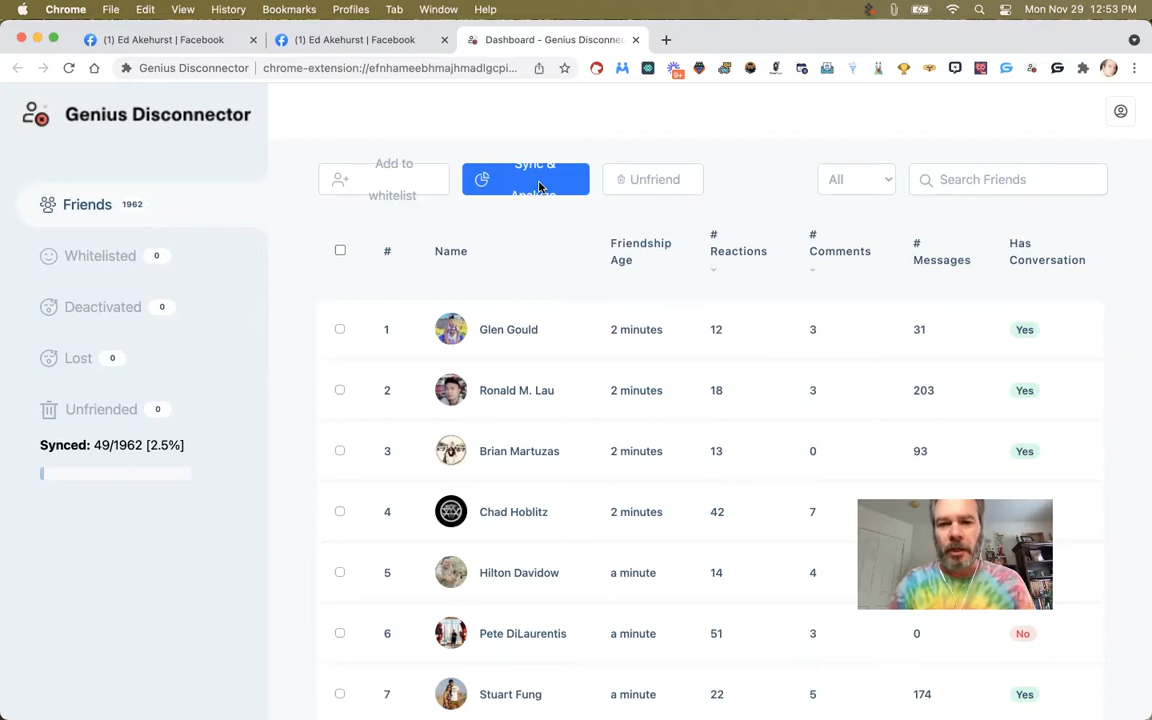 Chrome File Edit View History Bookmarks Profiles Tab Window Help Mon Nov 29 12:53 PM
(1) Ed Akehurst | Facebook (1) Ed Akehurst | Facebook Dashboard - Genius Disconnec
Genius Disconnector chrome-extension://efnhameebhmajhmadlgcpi... 9+
Genius Disconnector
Add to whitelist
Sync & Analyze
Unfriend
All
Search Friends
Friends 1962
Whitelisted 0
Deactivated 0
Lost 0
Unfriended 0
Synced: 49/1962 [2.5%]
# Name Friendship Age # Reactions # Comments # Messages Has Conversation
1 Glen Gould 2 minutes 12 3 31 Yes
2 Ronald M. Lau 2 minutes 18 3 203 Yes
3 Brian Martuzas 2 minutes 13 0 93 Yes
4 Chad Hoblitz 2 minutes 42 7
5 Hilton Davidow a minute 14 4
6 Pete DiLaurentis a minute 51 3 0 No
7 Stuart Fung a minute 22 5 174 Yes